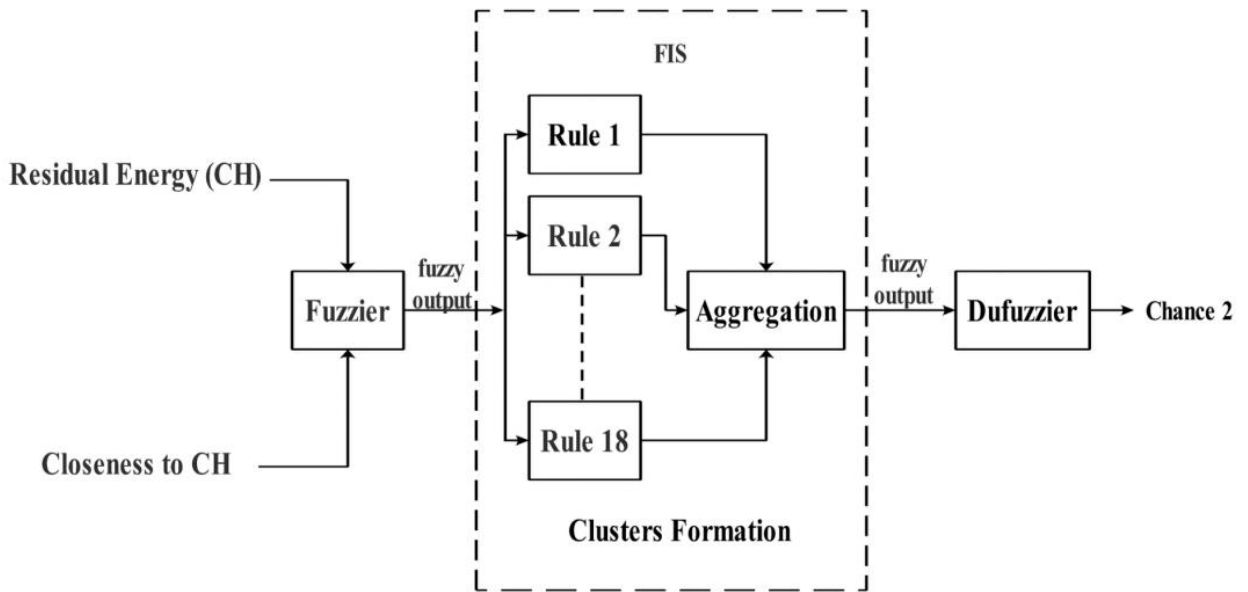 FIS
Rule 1
Residual Energy (CH)
Rule 2
fuzzy
output
fuzzy
output
Fuzzier
Aggregation
Dufuzzier
Chance 2
Rule 18
Closeness to CH
Clusters Formation